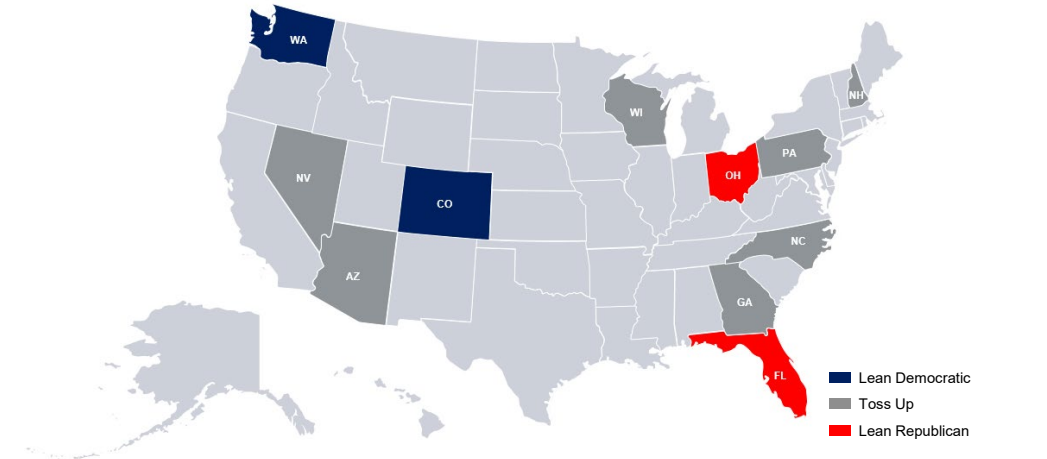 WA
NH
WI
PA
OH
NV
CO
NC
AZ
GA
FL
Lean Democratic
Toss Up
Lean Republican